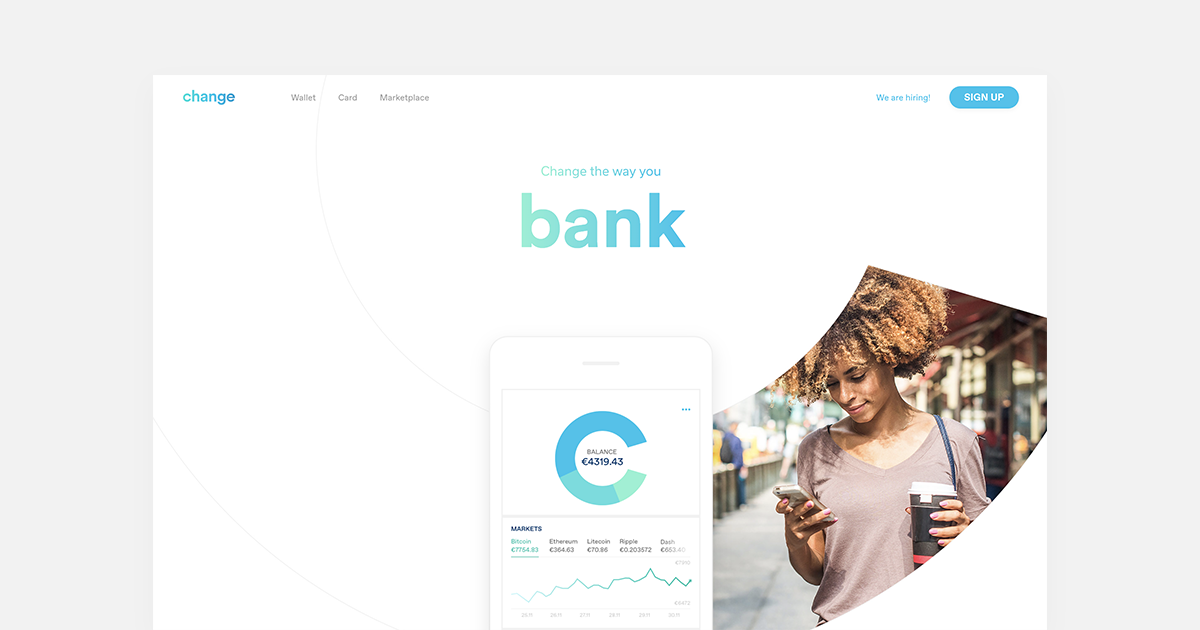 change
Wallet Card Marketplace
We are hiring!
SIGN UP
Change the way you
bank
BALANCE
€4319.43
MARKETS
Bitcoin Ethereum Litecoin Ripple Dash
€7754.83 €364.63 €70.86 €0.203572 €653.40
€7910
€6472
25.11 26.11 27.11 28.11 29.11 30.11